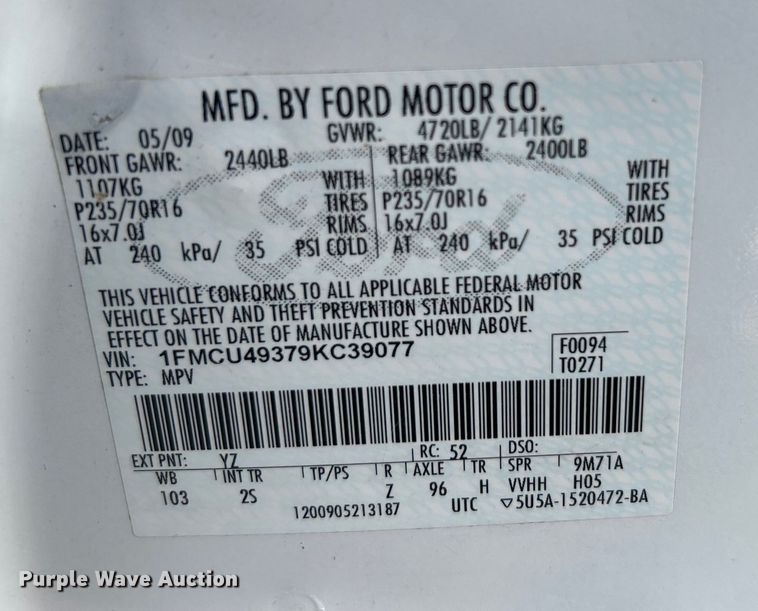 MFD. BY FORD MOTOR CO.
DATE: 05/09 GVWR: 4720LB/ 2141KG
FRONT GAWR: 2440LB REAR GAWR: 2400LB
1107KG WITH 1089KG WITH
P235/70R16 TIRES P235/70R16 TIRES
16x7.0J RIMS 16x7.0J RIMS
AT 240 kPa/ 35 PSI COLD AT 240 kPa/ 35 PSI COLD
Ford
THIS VEHICLE CONFORMS TO ALL APPLICABLE FEDERAL MOTOR
VEHICLE SAFETY AND THEFT PREVENTION STANDARDS IN
EFFECT ON THE DATE OF MANUFACTURE SHOWN ABOVE.
VIN: 1FMCU49379KC39077 F0094
TYPE: MPV T0271
EXT PNT: YZ RC: 52 DSO:
WB INT TR TP/PS R AXLE TR SPR 9M71A
103 2S Z 96 H VVHH H05
1200905213187 UTC ▽5U5A-1520472-BA
Purple Wave Auction